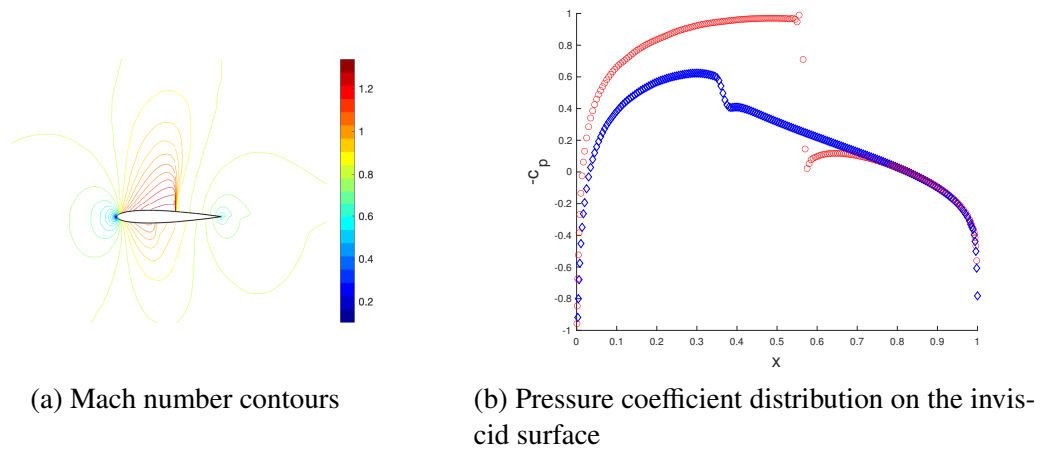 1.2
1
0.8
0.6
0.4
0.2
1
0.8
0.6
0.4
0.2
0
-0.2
-0.4
-0.6
-0.8
-1
-c p
0 0.1 0.2 0.3 0.4 0.5 0.6 0.7 0.8 0.9 1
x
(a) Mach number contours
(b) Pressure coefficient distribution on the invis-
cid surface